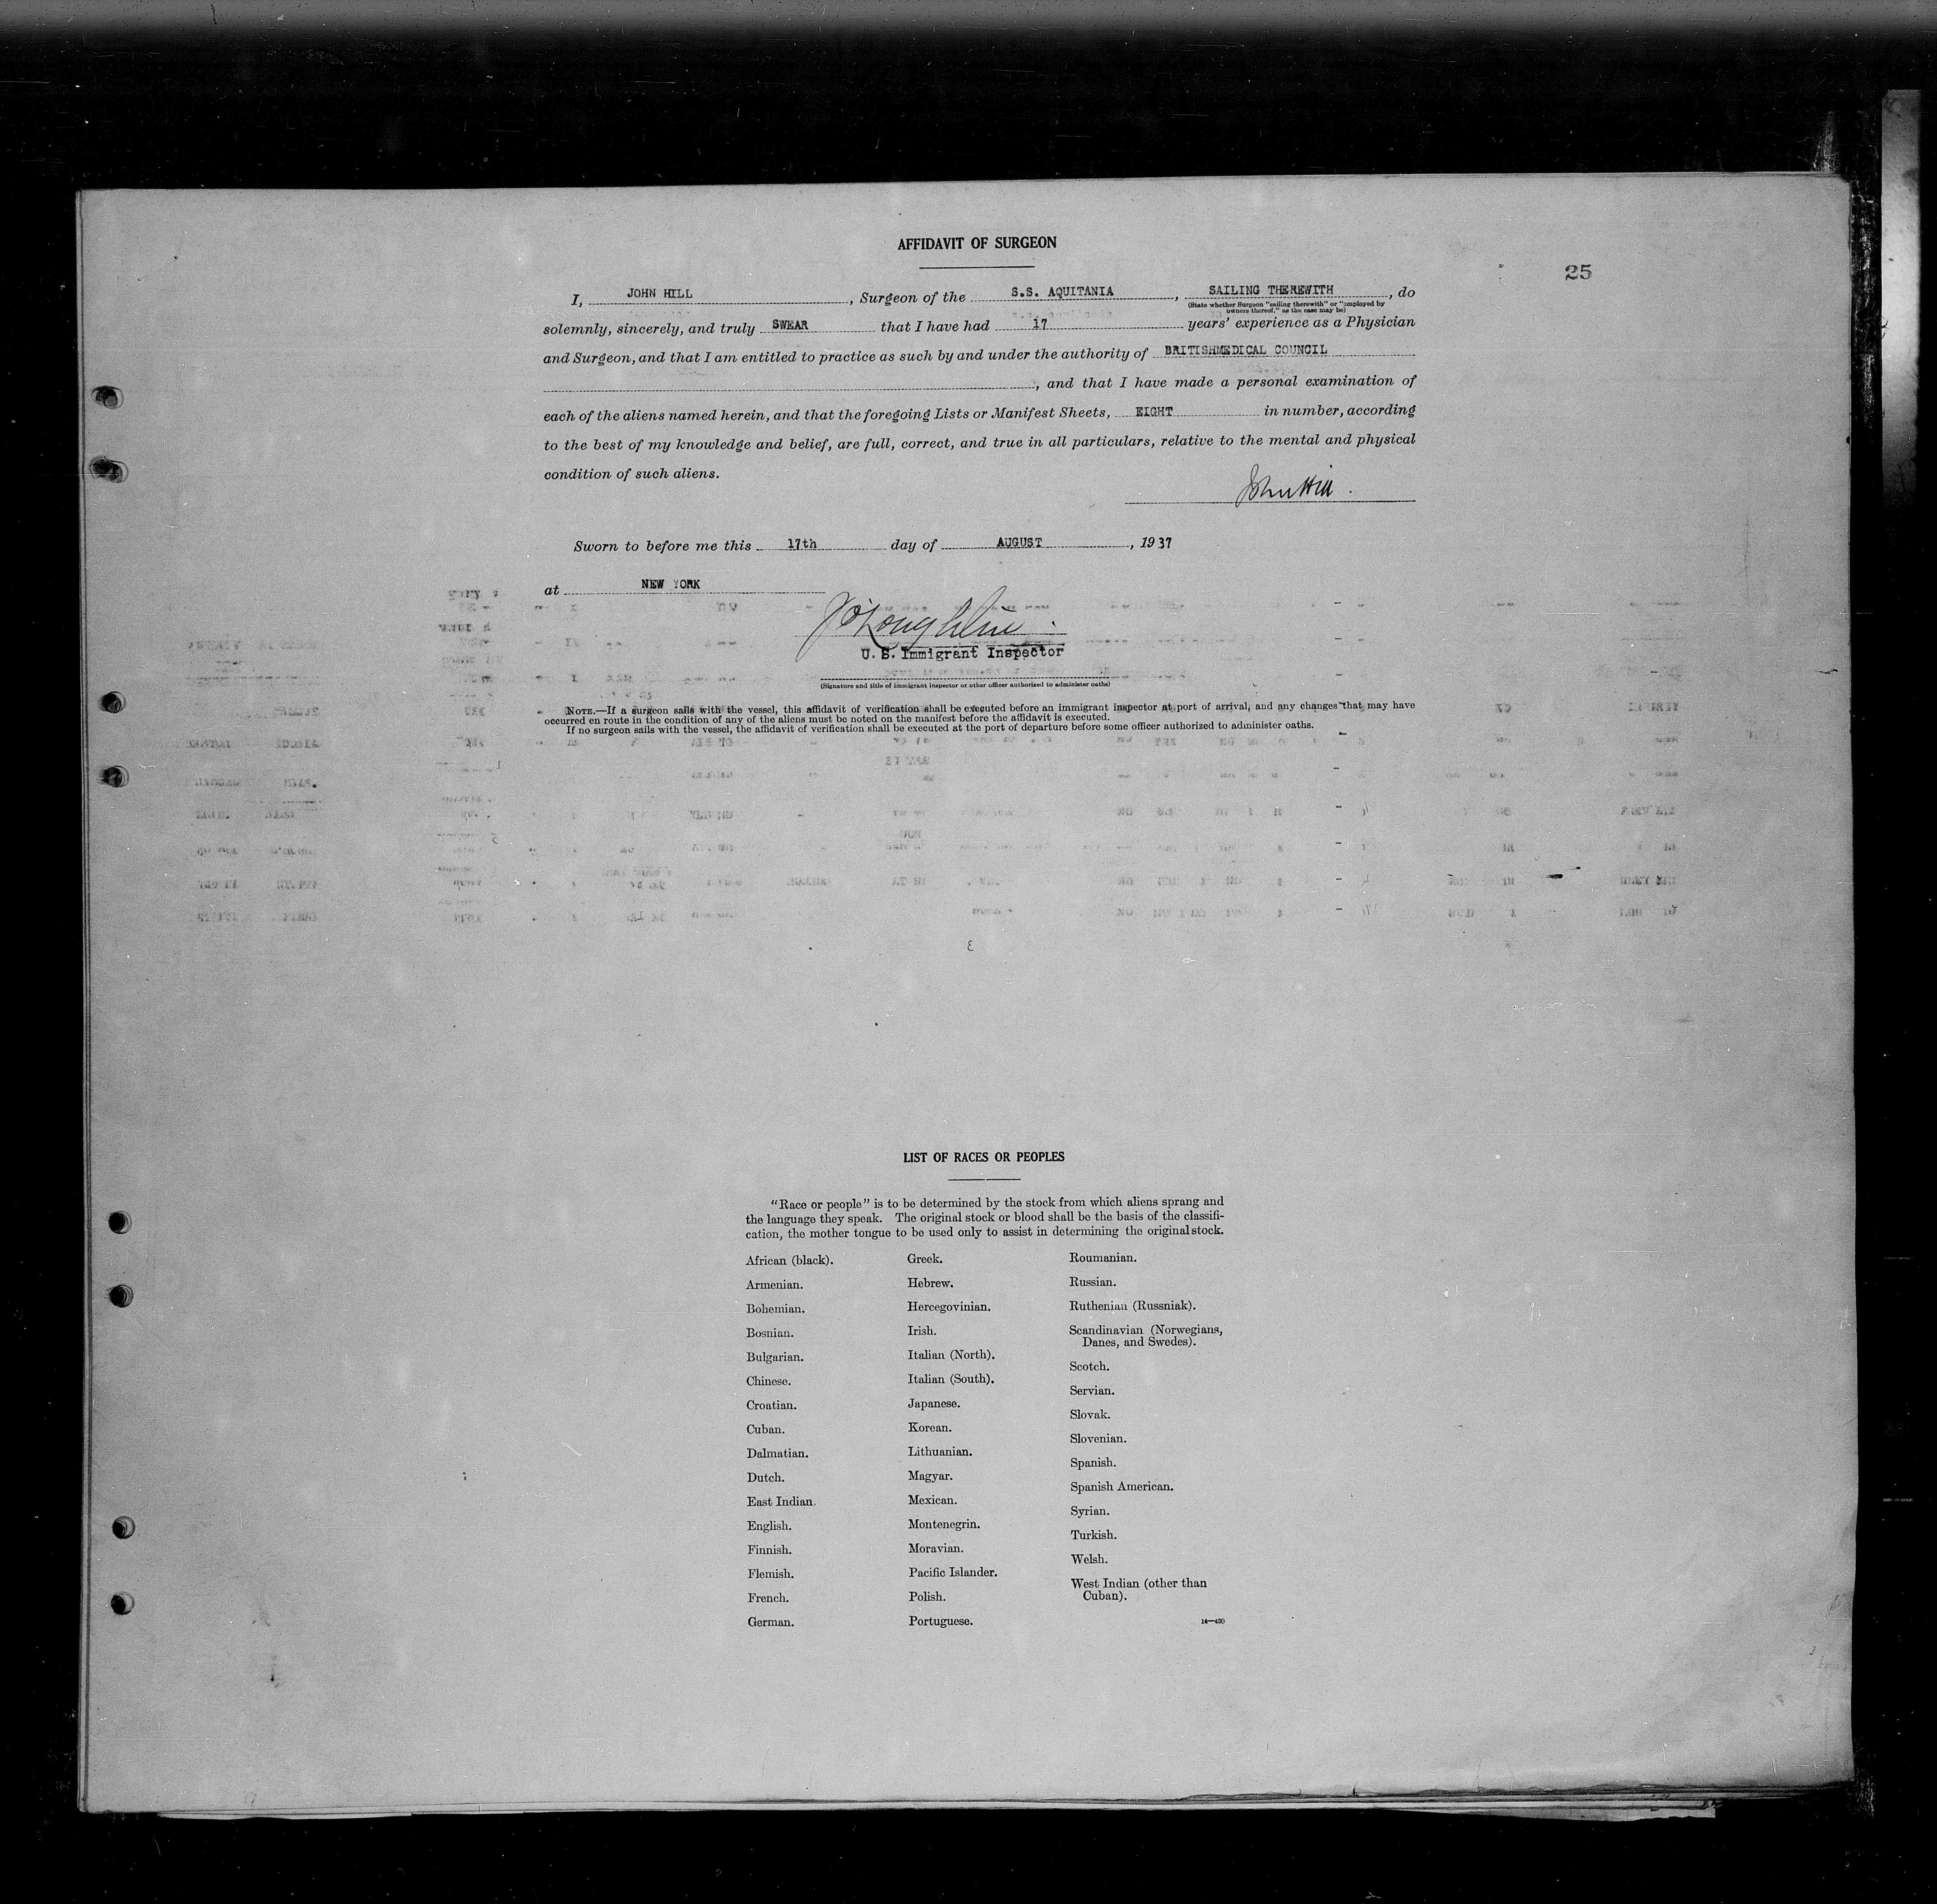 AFFIDAVIT OF SURGEON
25
I, JOHN HILL, Surgeon of the S.S. AQUITANIA, SAILING THEREWITH, do
(State whether Surgeon "sailing therewith" or "employed by
owners thereof," as the case may be)
solemnly, sincerely, and truly SWEAR that I have had 17 years' experience as a Physician
and Surgeon, and that I am entitled to practice as such by and under the authority of BRITISHMEDICAL COUNCIL
, and that I have made a personal examination of
each of the aliens named herein, and that the foregoing Lists or Manifest Sheets, EIGHT in number, according
to the best of my knowledge and belief, are full, correct, and true in all particulars, relative to the mental and physical
condition of such aliens.
John Hill.
Sworn to before me this 17th day of AUGUST, 1937
at NEW YORK
U. S. Immigrant Inspector
(Signature and title of immigrant inspector or other officer authorized to administer oaths)
NOTE.—If a surgeon sails with the vessel, this affidavit of verification shall be executed before an immigrant inspector at port of arrival, and any changes that may have
occurred en route in the condition of any of the aliens must be noted on the manifest before the affidavit is executed.
If no surgeon sails with the vessel, the affidavit of verification shall be executed at the port of departure before some officer authorized to administer oaths.
LIST OF RACES OR PEOPLES
"Race or people" is to be determined by the stock from which aliens sprang and
the language they speak. The original stock or blood shall be the basis of the classifi-
cation, the mother tongue to be used only to assist in determining the original stock.
African (black).
Armenian.
Bohemian.
Bosnian.
Bulgarian.
Chinese.
Croatian.
Cuban.
Dalmatian.
Dutch.
East Indian.
English.
Finnish.
Flemish.
French.
German.
Greek.
Hebrew.
Hercegovinian.
Irish.
Italian (North).
Italian (South).
Japanese.
Korean.
Lithuanian.
Magyar.
Mexican.
Montenegrin.
Moravian.
Pacific Islander.
Polish.
Portuguese.
Roumanian.
Russian.
Ruthenian (Russniak).
Scandinavian (Norwegians,
Danes, and Swedes).
Scotch.
Servian.
Slovak.
Slovenian.
Spanish.
Spanish American.
Syrian.
Turkish.
Welsh.
West Indian (other than
Cuban).
14—430